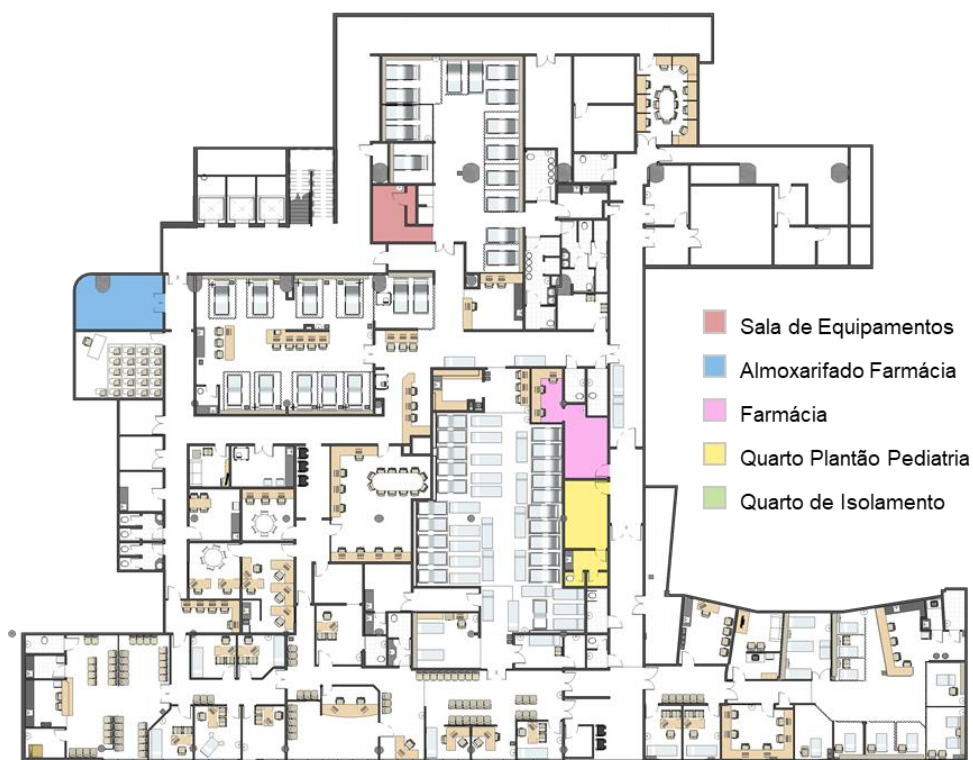 Sala de Equipamentos
Almoxarifado Farmácia
Farmácia
Quarto Plantão Pediatria
Quarto de Isolamento